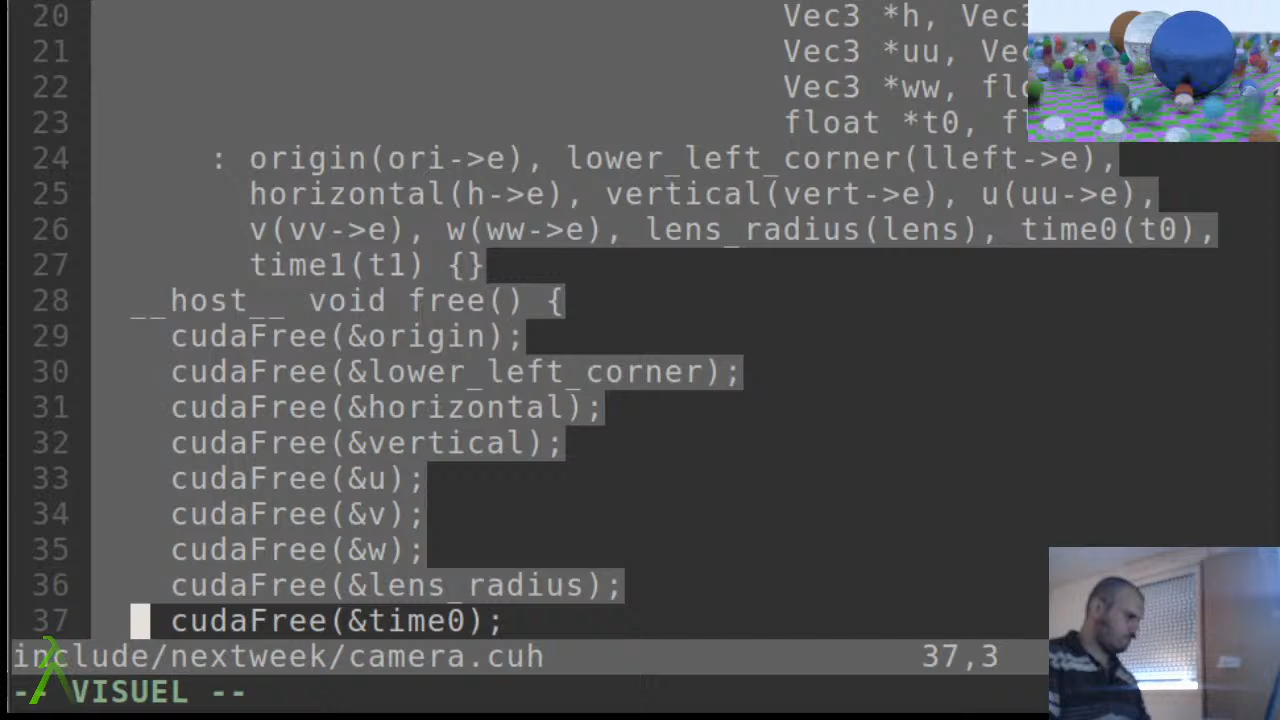 20 Vec3 *h, Vec3
21 Vec3 *uu,
22 Vec3 *ww,
23 float *t0,
24 : origin(ori->e), lower_left_corner(lleft->e),
25 horizontal(h->e), vertical(vert->e), u(uu->e),
26 v(vv->e), w(ww->e), lens_radius(lens), time0(t0),
27 time1(t1) {}
28 __host__ void free() {
29 cudaFree(&origin);
30 cudaFree(&lower_left_corner);
31 cudaFree(&horizontal);
32 cudaFree(&vertical);
33 cudaFree(&u);
34 cudaFree(&v);
35 cudaFree(&w);
36 cudaFree(&lens_radius);
37 cudaFree(&time0);
include/nextweek/camera.cuh 37,3
-- VISUEL --